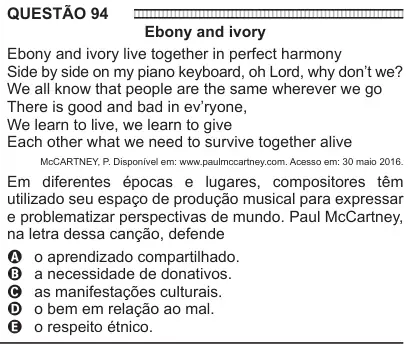 QUESTÃO 94
Ebony and ivory
Ebony and ivory live together in perfect harmony
Side by side on my piano keyboard, oh Lord, why don't we?
We all know that people are the same wherever we go
There is good and bad in ev'ryone,
We learn to live, we learn to give
Each other what we need to survive together alive
McCARTNEY, P. Disponível em: www.paulmccartney.com. Acesso em: 30 maio 2016.
Em diferentes épocas e lugares, compositores têm
utilizado seu espaço de produção musical para expressar
e problematizar perspectivas de mundo. Paul McCartney,
na letra dessa canção, defende
A o aprendizado compartilhado.
B a necessidade de donativos.
C as manifestações culturais.
D o bem em relação ao mal.
E o respeito étnico.